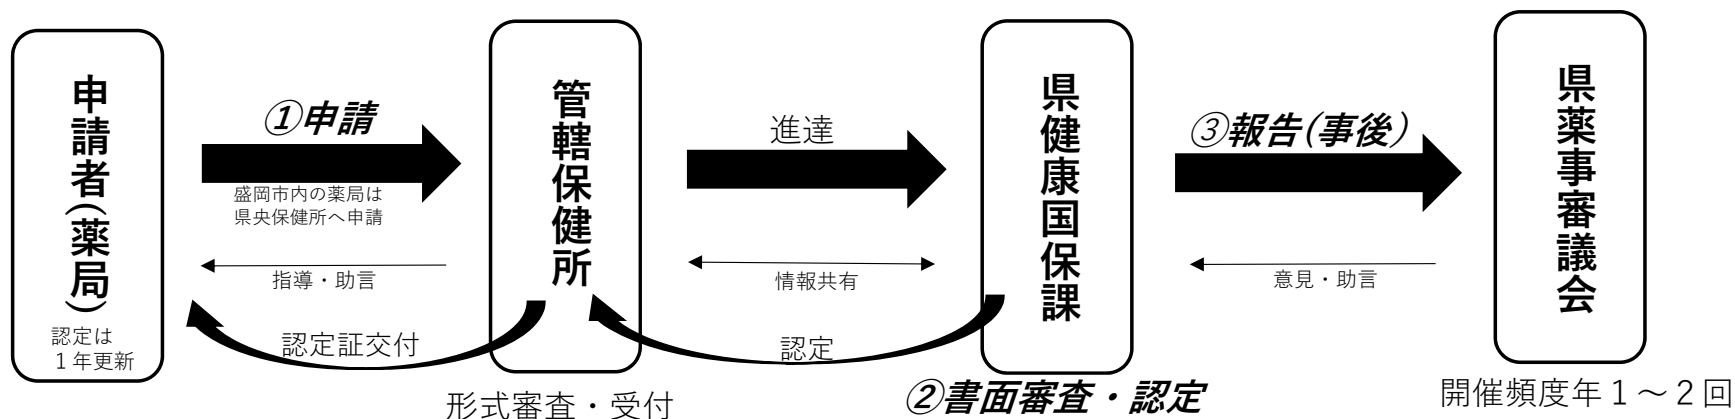 申請者(薬局)
認定は
１年更新
①申請
盛岡市内の薬局は
県央保健所へ申請
指導・助言
認定証交付
管轄保健所
形式審査・受付
進達
情報共有
認定
県健康国保課
②書面審査・認定
③報告(事後)
意見・助言
県薬事審議会
開催頻度年１～２回